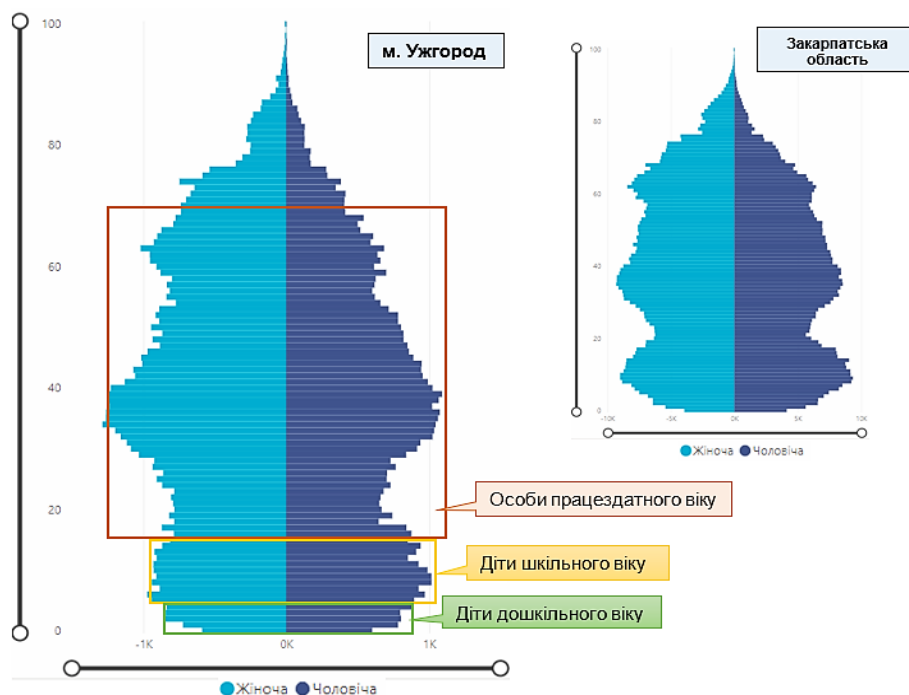 м. Ужгород
100
80
60
40
20
0
-1K
0K
1K
Жіноча
Чоловіча
Особи працездатного віку
Діти шкільного віку
Діти дошкільного віку
Закарпатська
область
100
80
60
40
20
0
-10K
-5K
0K
5K
10K
Жіноча
Чоловіча